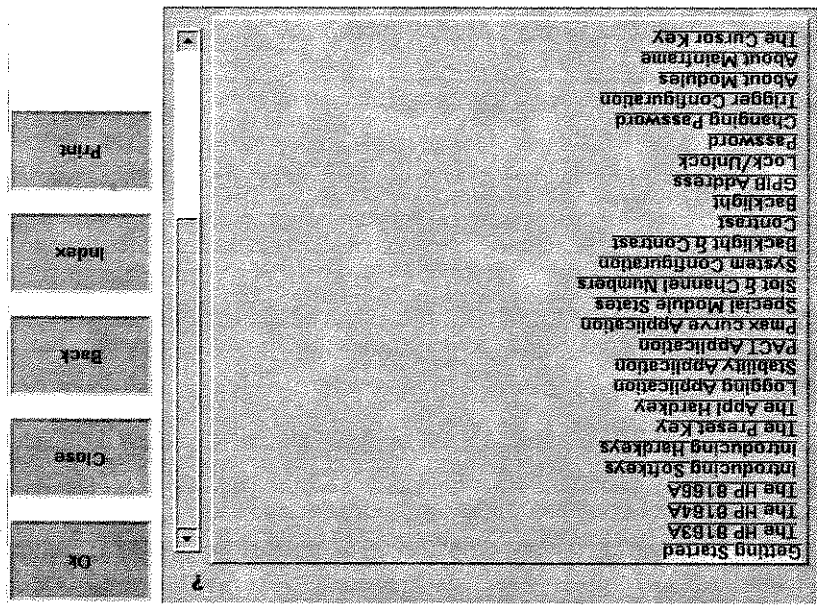 ?
Getting Started
The HP 8163A
The HP 8164A
The HP 8166A
Introducing Softkeys
Introducing Hardkeys
The Preset Key
The Appl Hardkey
Logging Application
Stability Application
PACT Application
Pmax curve Application
Special Module States
Slot & Channel Numbers
System Configuration
Backlight & Contrast
Contrast
Backlight
GPIB Address
Lock/Unlock
Password
Changing Password
Trigger Configuration
About Modules
About Mainframe
The Cursor Key
Ok
Close
Back
Index
Print